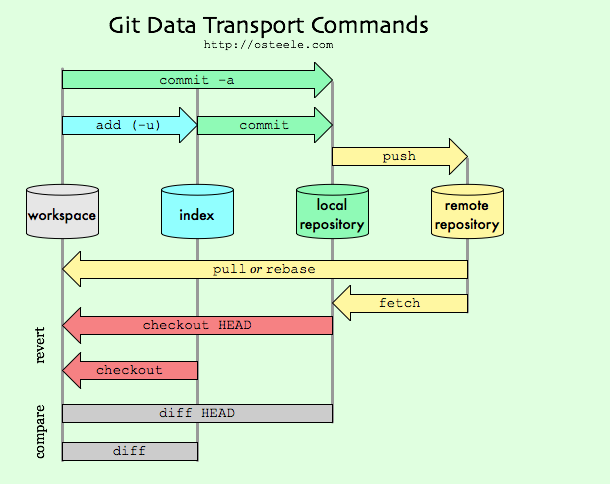 Git Data Transport Commands
http://osteele.com
commit -a
add (-u)
commit
push
workspace
index
local
repository
remote
repository
pull or rebase
fetch
revert
checkout HEAD
checkout
compare
diff HEAD
diff